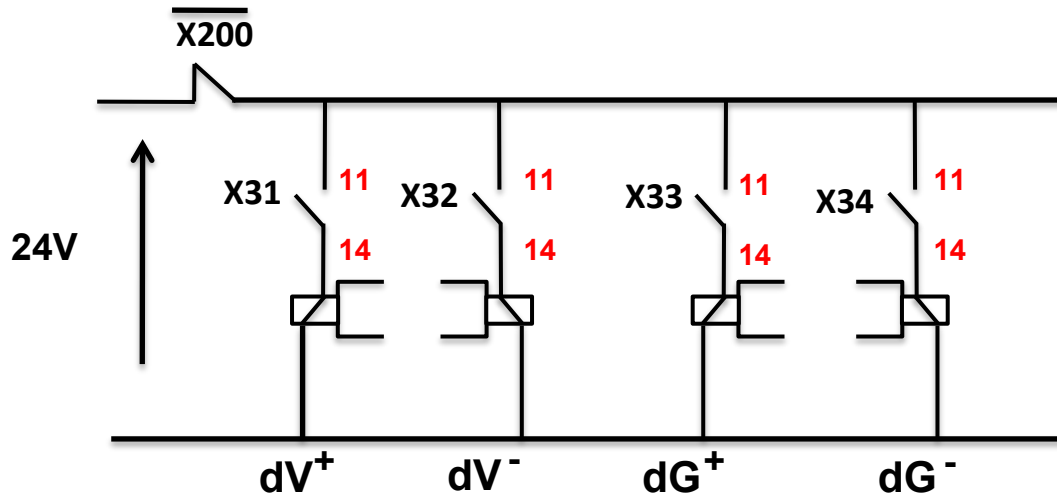 X200
X31 11 X32 11 X33 11 X34 11
24V 14 14 14 14
dV⁺ dV⁻ dG⁺ dG⁻